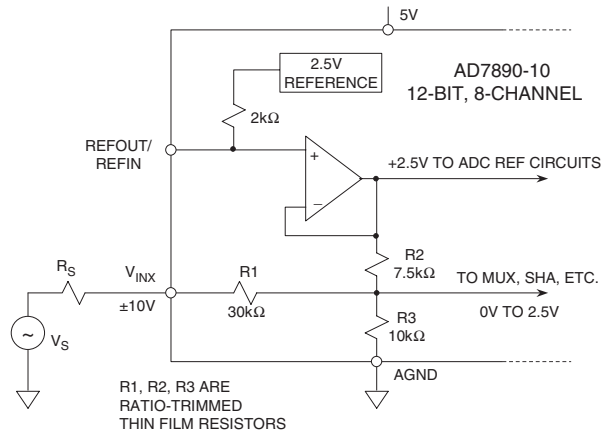 5V
2.5V
REFERENCE
AD7890-10
12-BIT, 8-CHANNEL
2kΩ
REFOUT/
REFIN
+
+2.5V TO ADC REF CIRCUITS
−
RS
VINX
R1
R2
7.5kΩ
TO MUX, SHA, ETC.
±10V
30kΩ
0V TO 2.5V
R3
10kΩ
~
VS
AGND
R1, R2, R3 ARE
RATIO-TRIMMED
THIN FILM RESISTORS